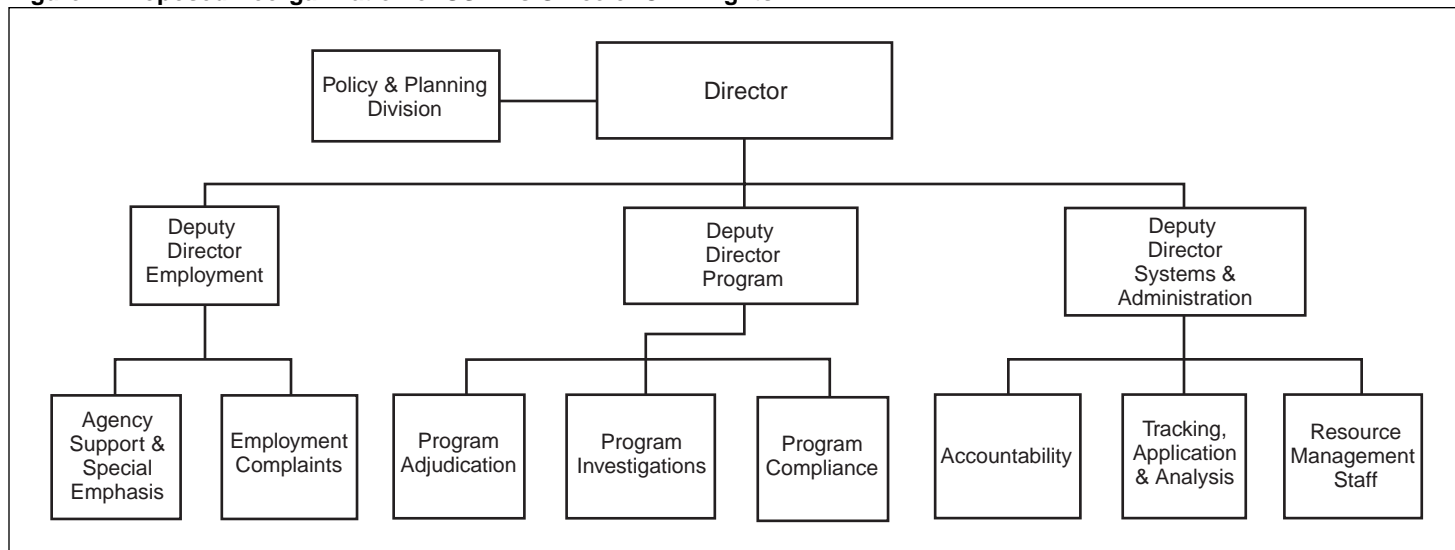 Policy & Planning
Division
Director
Deputy
Director
Employment
Deputy
Director
Program
Deputy
Director
Systems &
Administration
Agency
Support &
Special
Emphasis
Employment
Complaints
Program
Adjudication
Program
Investigations
Program
Compliance
Accountability
Tracking,
Application
& Analysis
Resource
Management
Staff